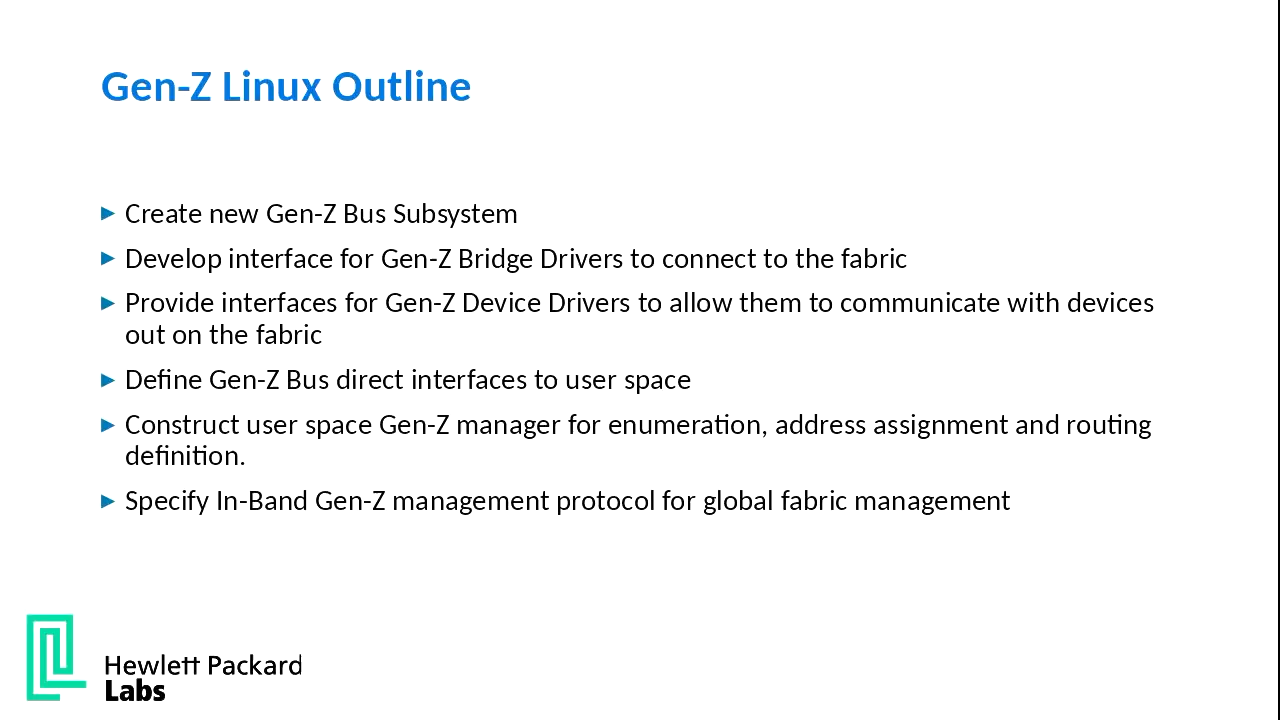 Gen-Z Linux Outline
► Create new Gen-Z Bus Subsystem
► Develop interface for Gen-Z Bridge Drivers to connect to the fabric
► Provide interfaces for Gen-Z Device Drivers to allow them to communicate with devices
out on the fabric
► Define Gen-Z Bus direct interfaces to user space
► Construct user space Gen-Z manager for enumeration, address assignment and routing
definition.
► Specify In-Band Gen-Z management protocol for global fabric management
Hewlett Packard
Labs